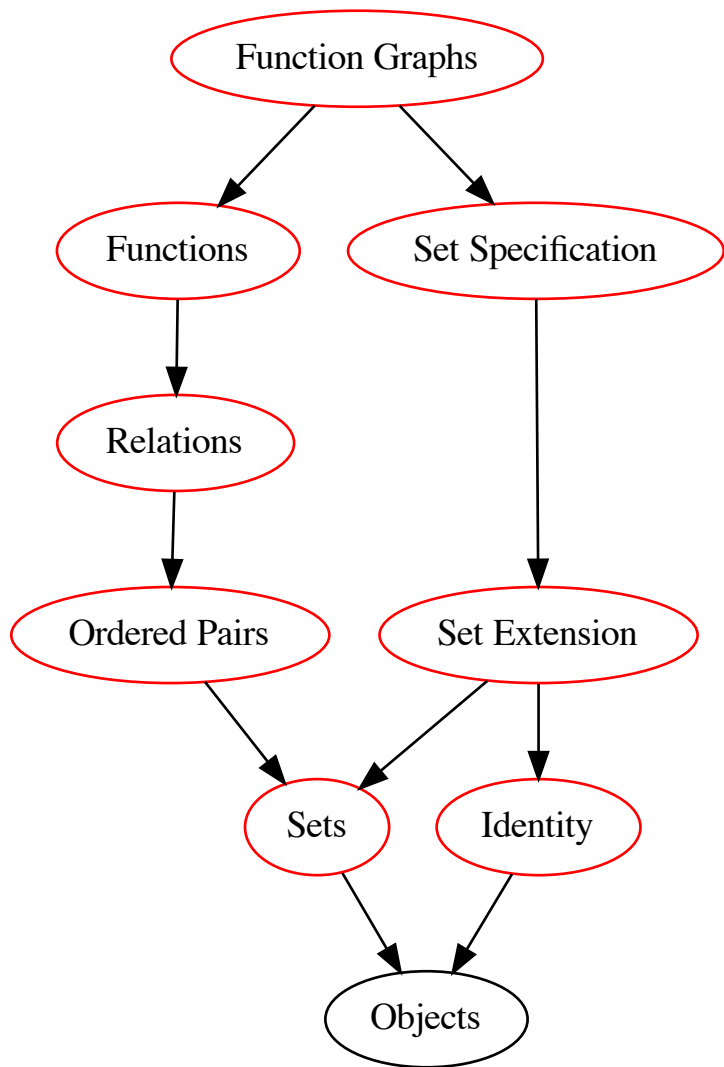 Function Graphs
Functions
Set Specification
Relations
Ordered Pairs
Set Extension
Sets
Identity
Objects